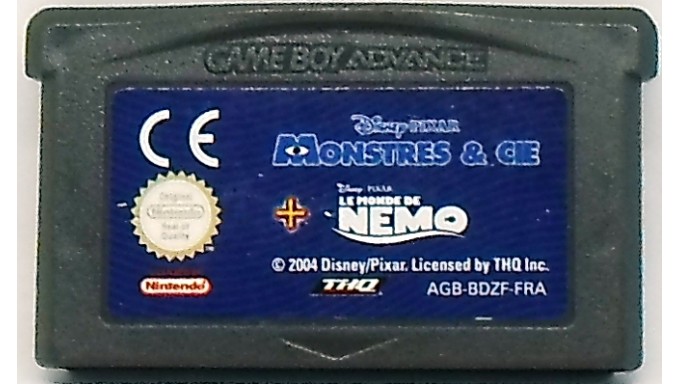 GAME BOY ADVANCE
CE
Disney·PIXAR
MONSTRES & CIE
Original
Nintendo
Seal of
Quality
™
+
Disney·PIXAR
LE MONDE DE
NEMO
© 2004 Disney/Pixar. Licensed by THQ Inc.
Nintendo
THQ
AGB-BDZF-FRA